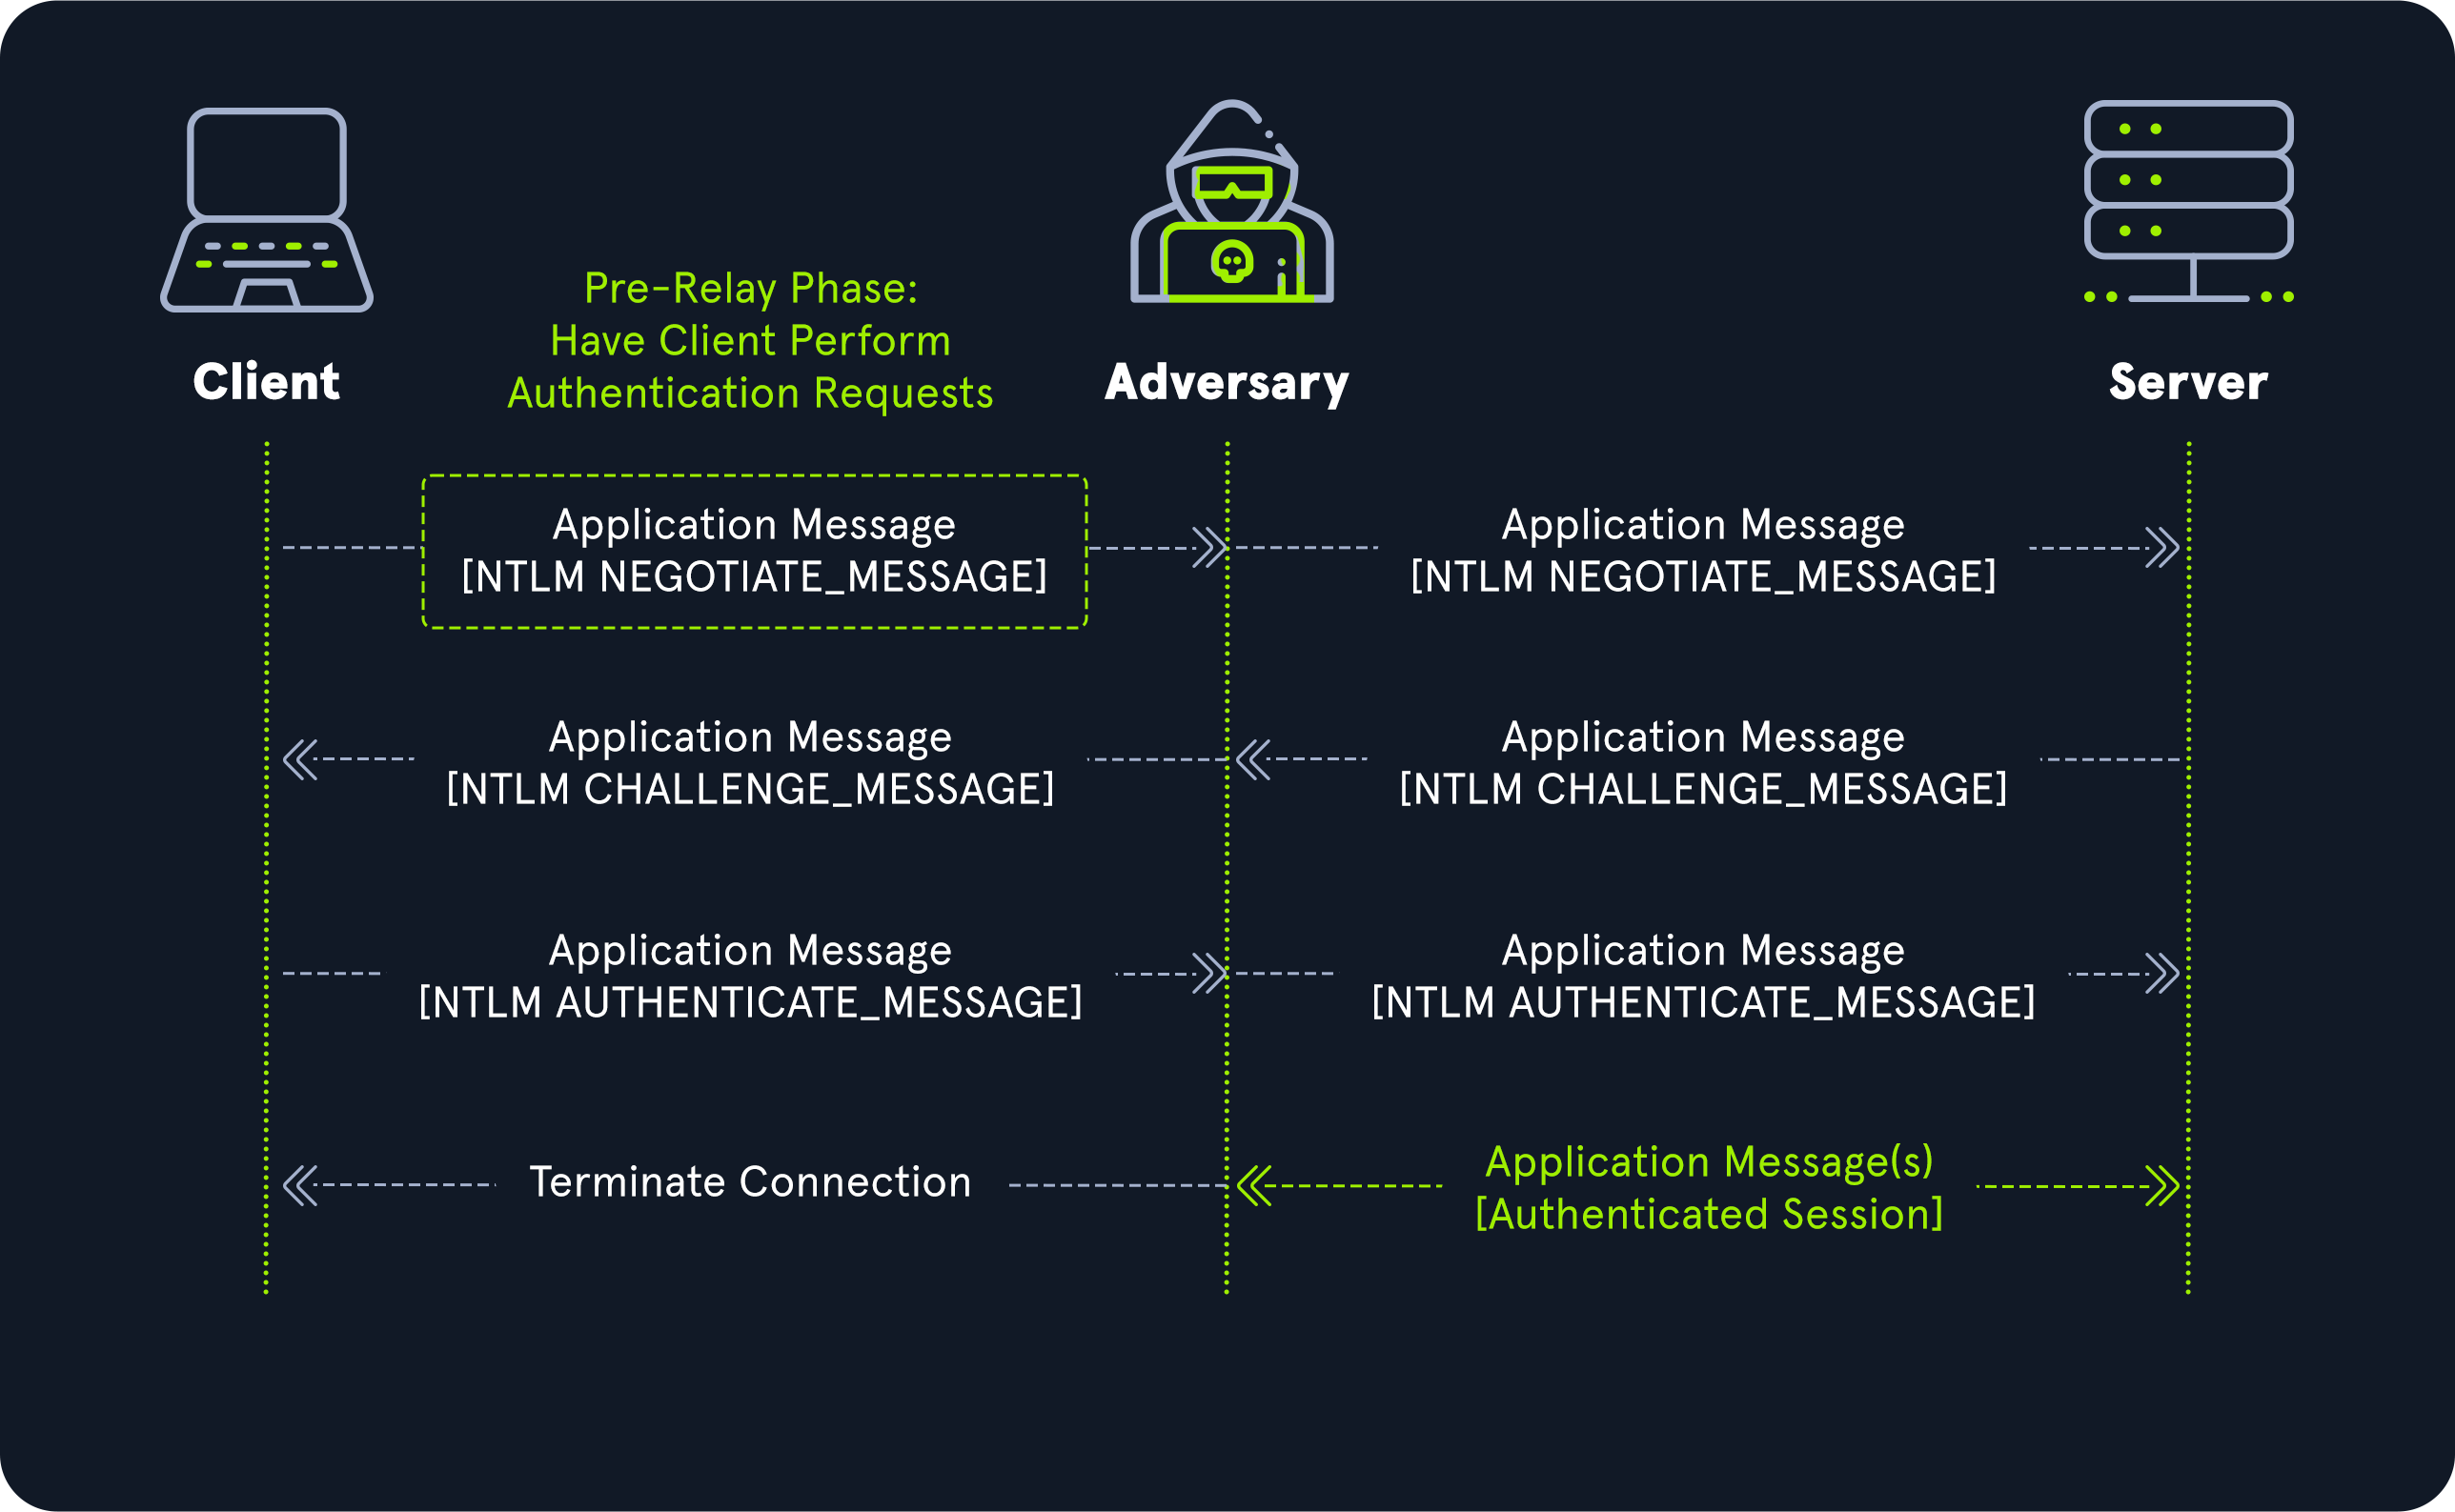 Pre-Relay Phase:
Have Client Perform
Authentication Requests
Client
Adversary
Server
Application Message
[NTLM NEGOTIATE_MESSAGE]
Application Message
[NTLM NEGOTIATE_MESSAGE]
Application Message
[NTLM CHALLENGE_MESSAGE]
Application Message
[NTLM CHALLENGE_MESSAGE]
Application Message
[NTLM AUTHENTICATE_MESSAGE]
Application Message
[NTLM AUTHENTICATE_MESSAGE]
Terminate Connection
Application Message(s)
[Authenticated Session]